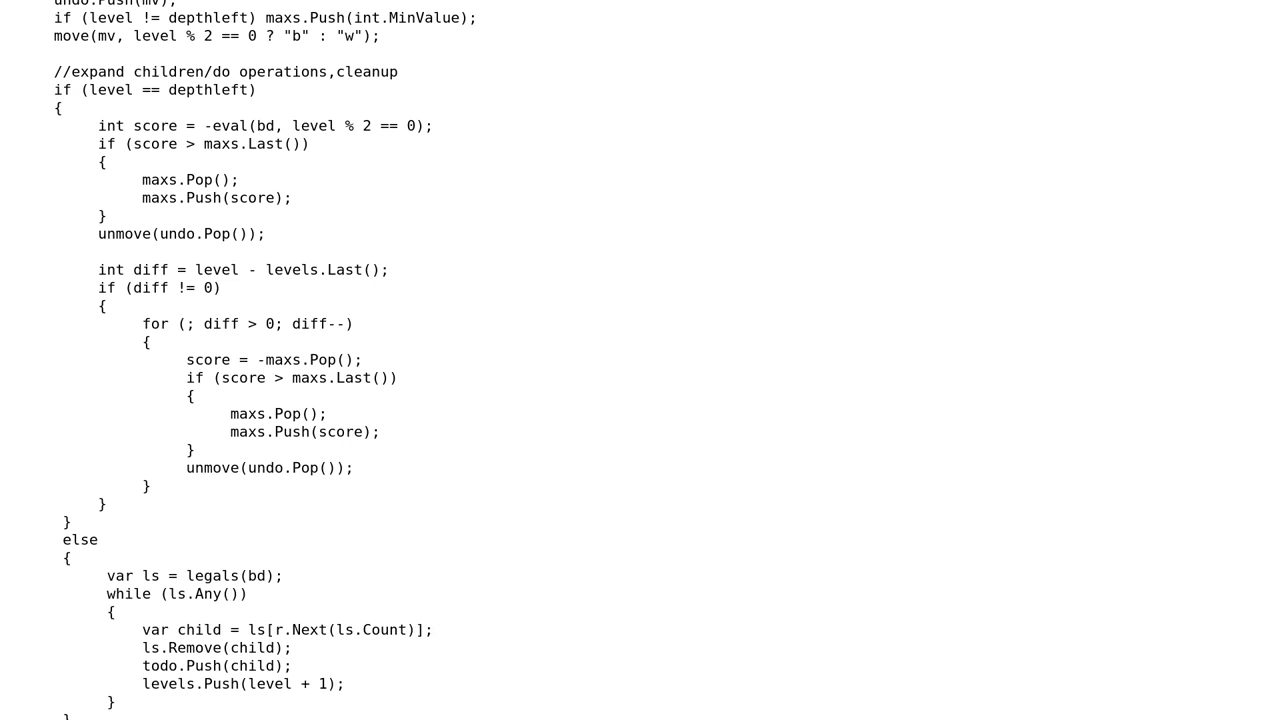 undo.Push(mv);
if (level != depthleft) maxs.Push(int.MinValue);
move(mv, level % 2 == 0 ? "b" : "w");
//expand children/do operations,cleanup
if (level == depthleft)
{
int score = -eval(bd, level % 2 == 0);
if (score > maxs.Last())
{
maxs.Pop();
maxs.Push(score);
}
unmove(undo.Pop());
int diff = level - levels.Last();
if (diff != 0)
{
for (; diff > 0; diff--)
{
score = -maxs.Pop();
if (score > maxs.Last())
{
maxs.Pop();
maxs.Push(score);
}
unmove(undo.Pop());
}
}
}
else
{
var ls = legals(bd);
while (ls.Any())
{
var child = ls[r.Next(ls.Count)];
ls.Remove(child);
todo.Push(child);
levels.Push(level + 1);
}
}